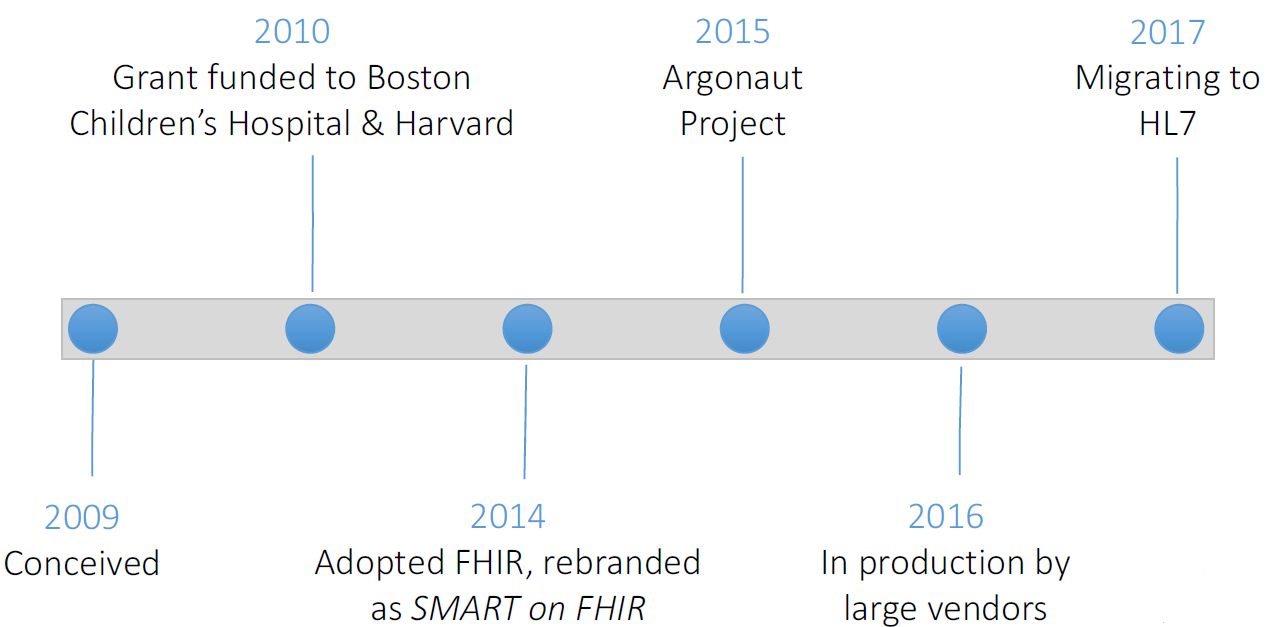 2010
Grant funded to Boston
Children’s Hospital & Harvard
2015
Argonaut
Project
2017
Migrating to
HL7
2009
Conceived
2014
Adopted FHIR, rebranded
as SMART on FHIR
2016
In production by
large vendors